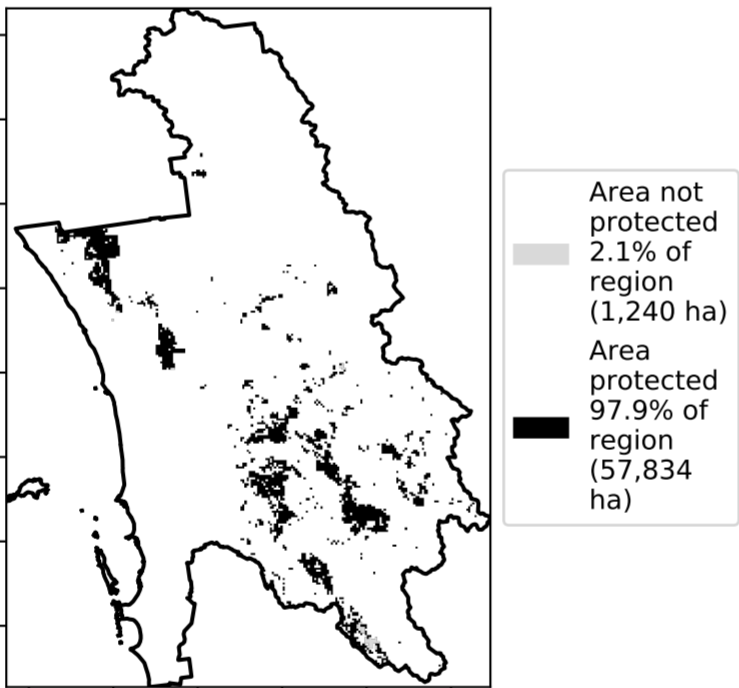 Area not
protected
2.1% of
region
(1,240 ha)
Area
protected
97.9% of
region
(57,834
ha)